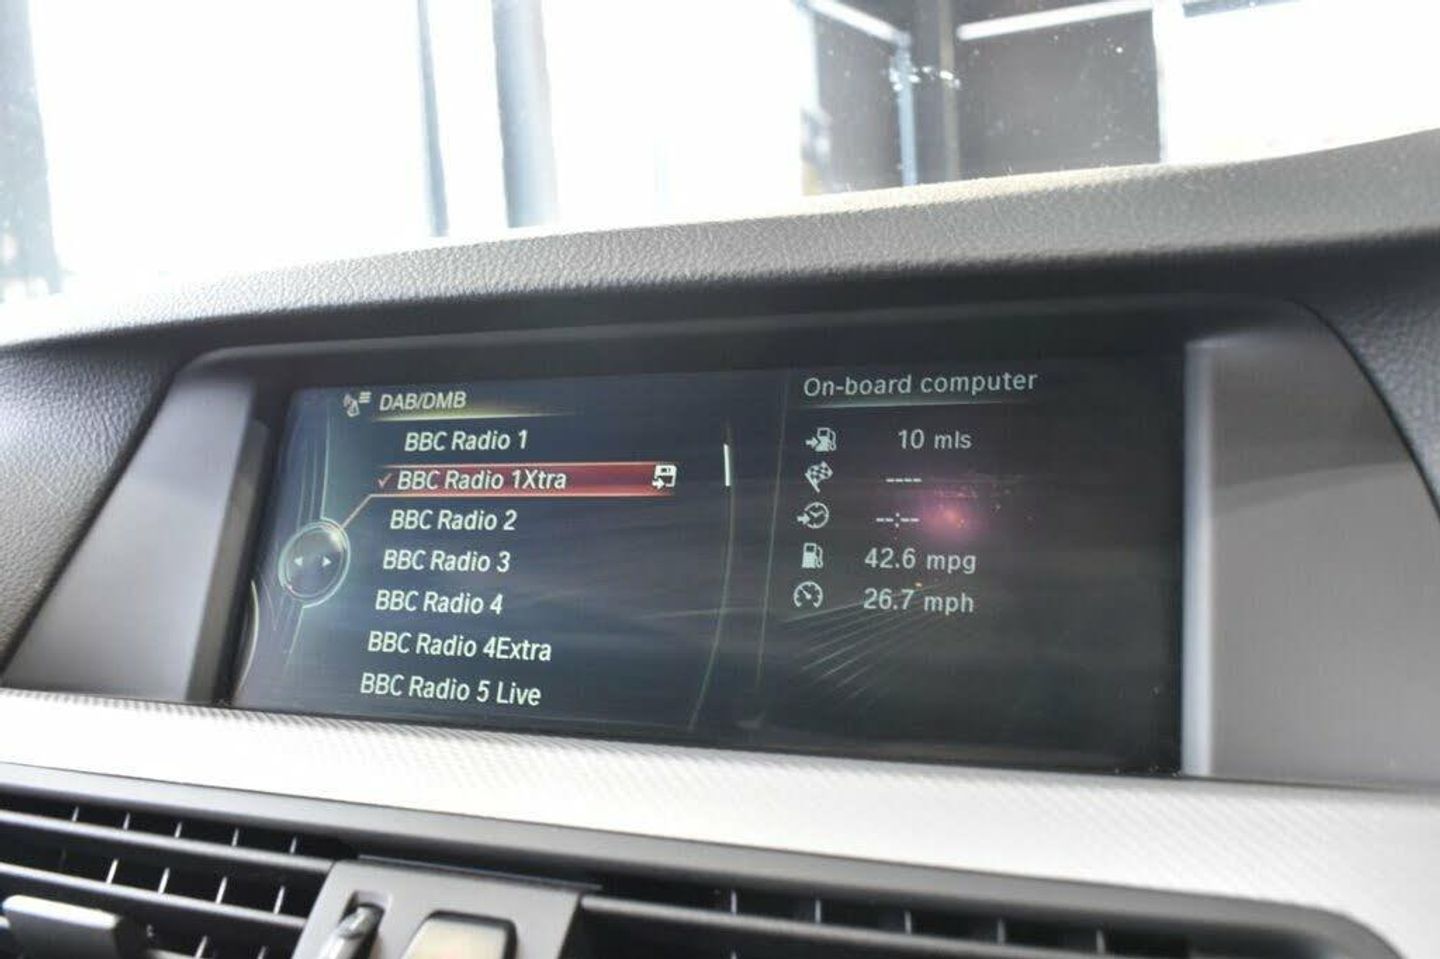 DAB/DMB
BBC Radio 1
BBC Radio 1Xtra
BBC Radio 2
BBC Radio 3
BBC Radio 4
BBC Radio 4Extra
BBC Radio 5 Live
On-board computer
10 mls
----
--:--
42.6 mpg
26.7 mph